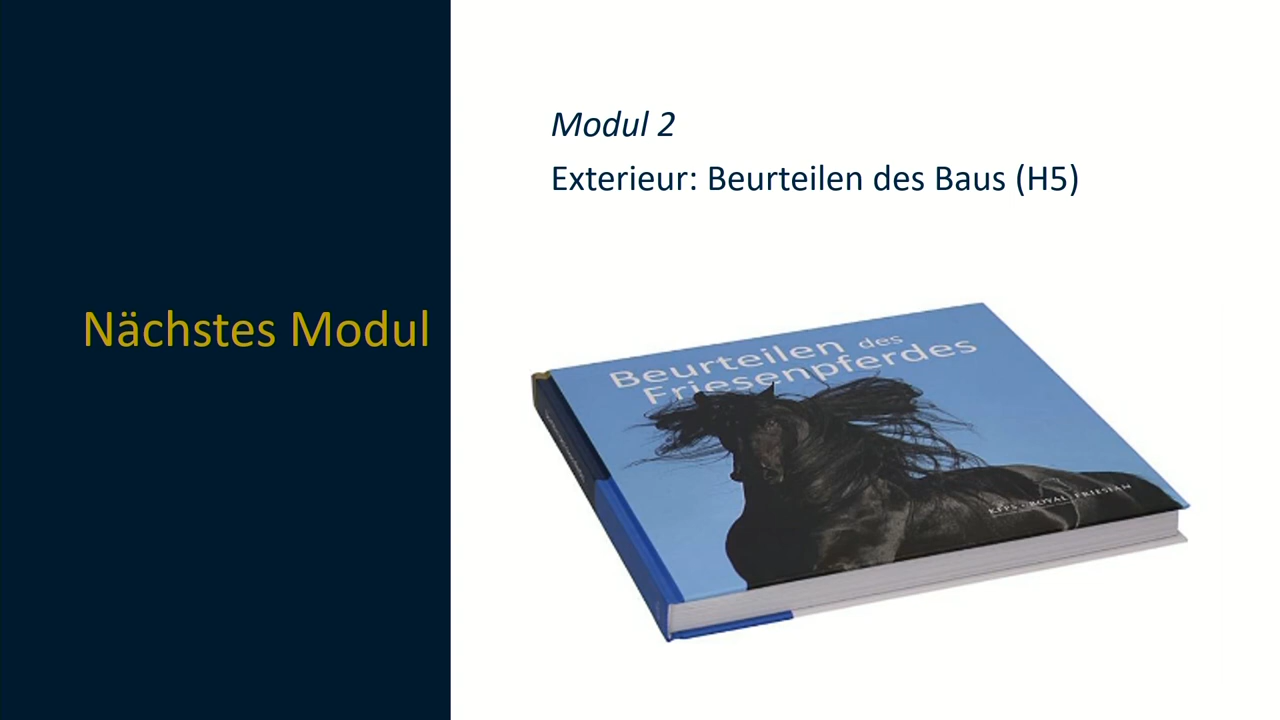 Nächstes Modul
Modul 2
Exterieur: Beurteilen des Baus (H5)
Beurteilen des
Friesenpferdes
KFPS - ROYAL FRIESIAN